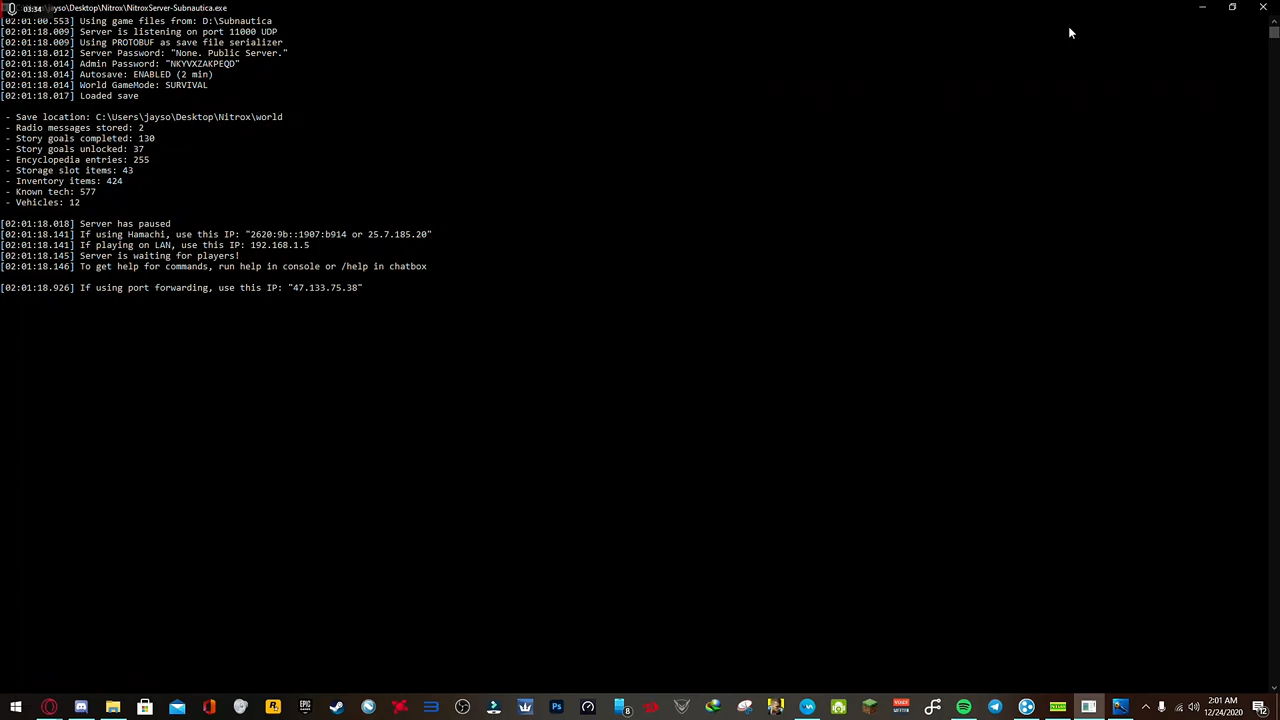 03:34 jayso\Desktop\Nitrox\NitroxServer-Subnautica.exe
[02:01:00.553] Using game files from: D:\Subnautica
[02:01:18.009] Server is listening on port 11000 UDP
[02:01:18.009] Using PROTOBUF as save file serializer
[02:01:18.012] Server Password: "None. Public Server."
[02:01:18.014] Admin Password: "NKYVXZAKPEQD"
[02:01:18.014] Autosave: ENABLED (2 min)
[02:01:18.014] World GameMode: SURVIVAL
[02:01:18.017] Loaded save
- Save location: C:\Users\jayso\Desktop\Nitrox\world
- Radio messages stored: 2
- Story goals completed: 130
- Story goals unlocked: 37
- Encyclopedia entries: 255
- Storage slot items: 43
- Inventory items: 424
- Known tech: 577
- Vehicles: 12
[02:01:18.018] Server has paused
[02:01:18.141] If using Hamachi, use this IP: "2620:9b::1907:b914 or 25.7.185.20"
[02:01:18.141] If playing on LAN, use this IP: 192.168.1.5
[02:01:18.145] Server is waiting for players!
[02:01:18.146] To get help for commands, run help in console or /help in chatbox
[02:01:18.926] If using port forwarding, use this IP: "47.133.75.38"
2:01 AM
12/24/2020